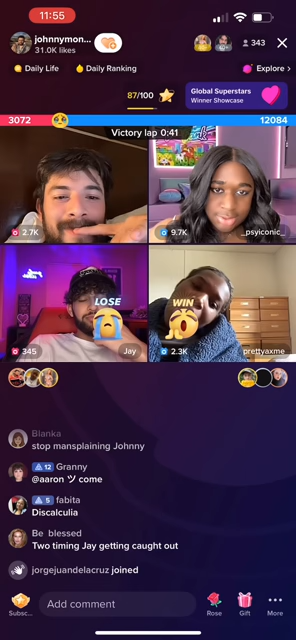 11:55
johnnymon...
31.0K likes
343
Daily Life
Daily Ranking
Explore >
87/100
Global Superstars
Winner Showcase
3072
12084
Victory lap 0:41
2.7K
9.7K
_psyiconic_
LOSE
WIN
345
Jay
2.3K
prettyaxme
Blanka
stop mansplaining Johnny
12 Granny
@aaron ツ come
5 fabita
Discalculia
Be blessed
Two timing Jay getting caught out
jorgejuandelacruz joined
Subsc...
Add comment
Rose
Gift
More